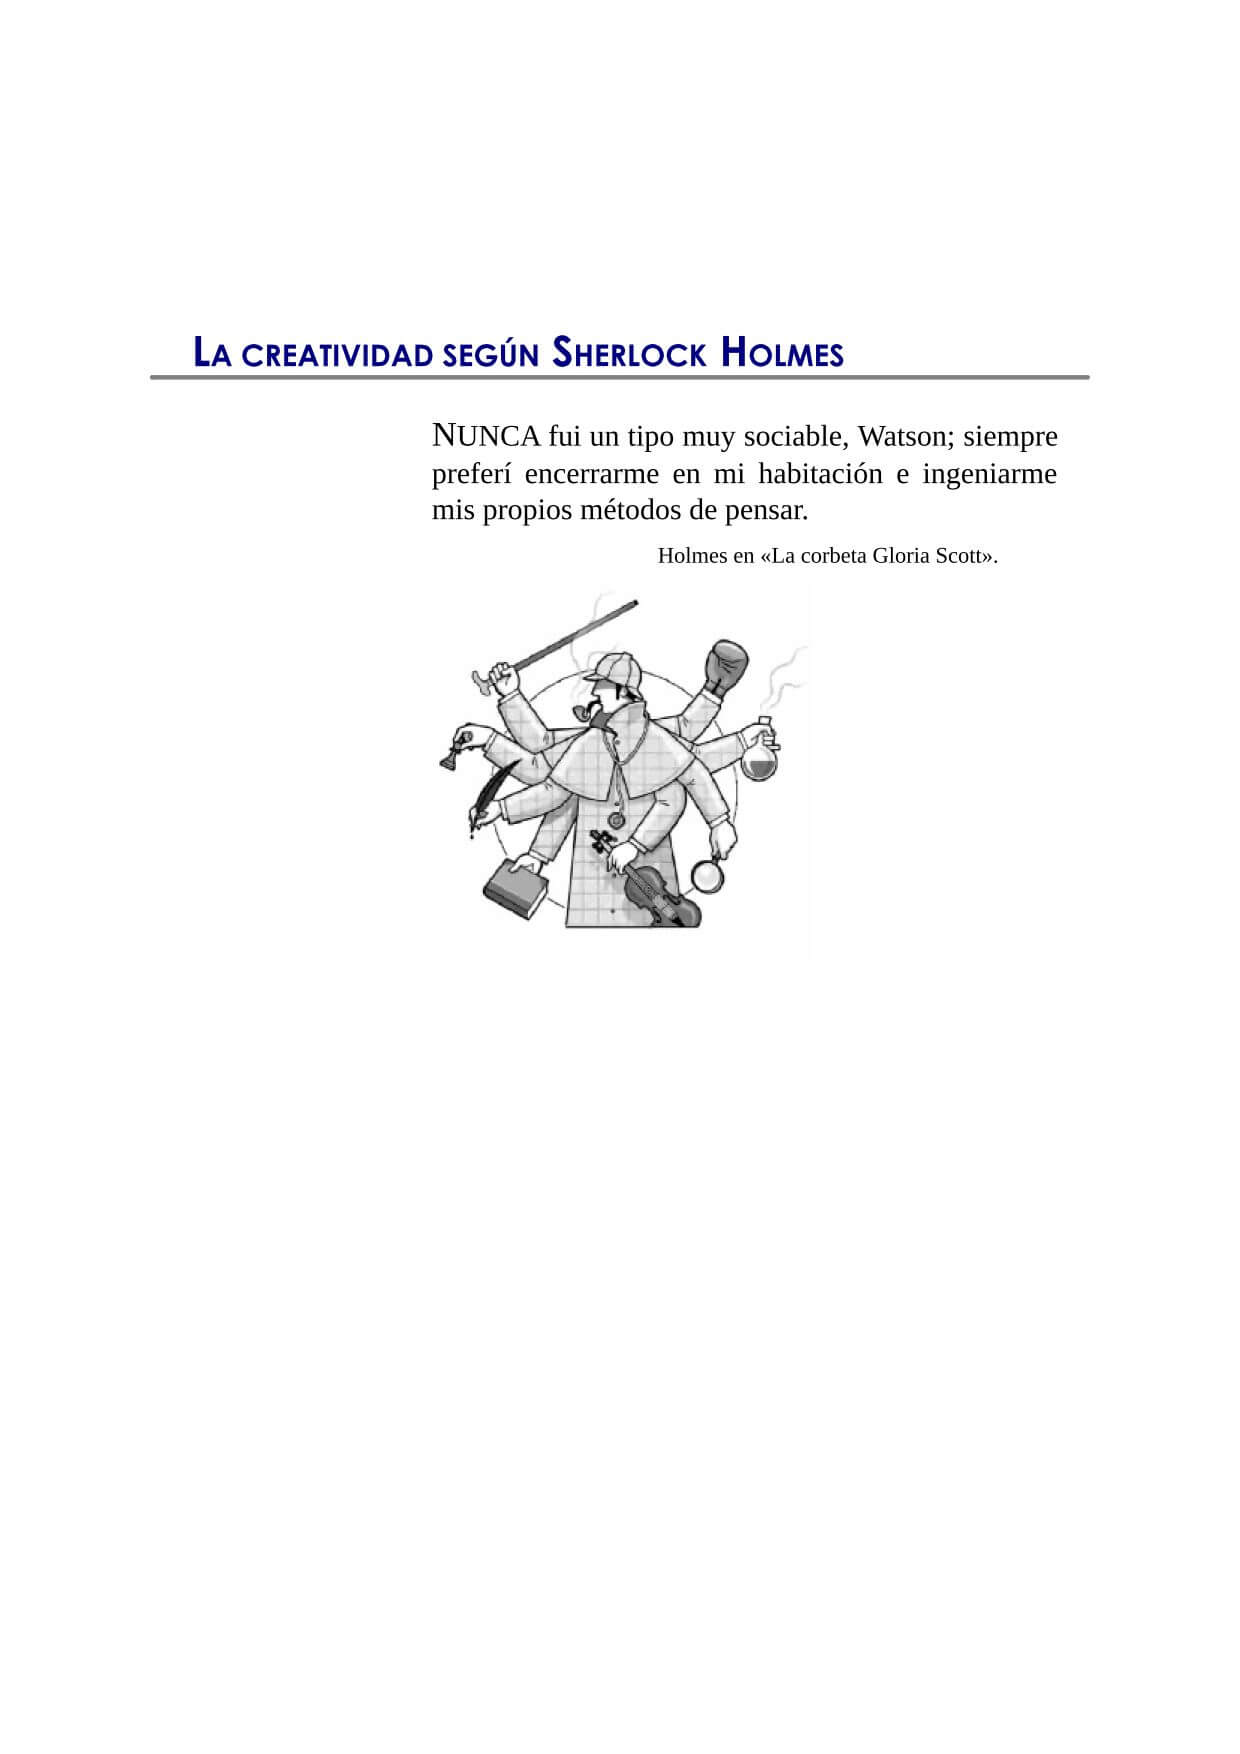 LA CREATIVIDAD SEGÚN SHERLOCK HOLMES
NUNCA fui un tipo muy sociable, Watson; siempre
preferí encerrarme en mi habitación e ingeniarme
mis propios métodos de pensar.
Holmes en «La corbeta Gloria Scott».